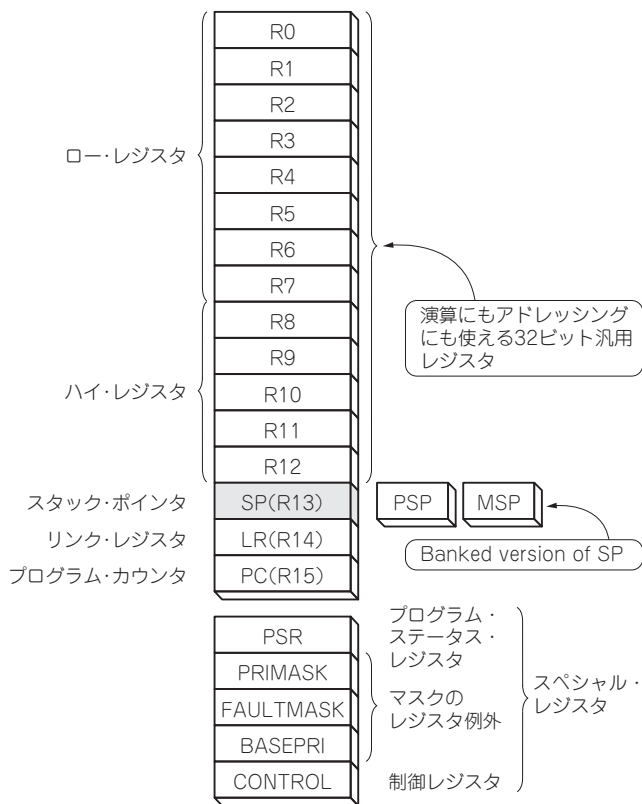 R0
R1
R2
R3
R4
R5
R6
R7
ロー・レジスタ
R8
R9
R10
R11
R12
ハイ・レジスタ
演算にもアドレッシング
にも使える32ビット汎用
レジスタ
スタック・ポインタ
SP(R13)
PSP
MSP
Banked version of SP
リンク・レジスタ
LR(R14)
プログラム・カウンタ
PC(R15)
PSR
プログラム・
ステータス・
レジスタ
PRIMASK
FAULTMASK
BASEPRI
マスクの
レジスタ例外
CONTROL
制御レジスタ
スペシャル・
レジスタ